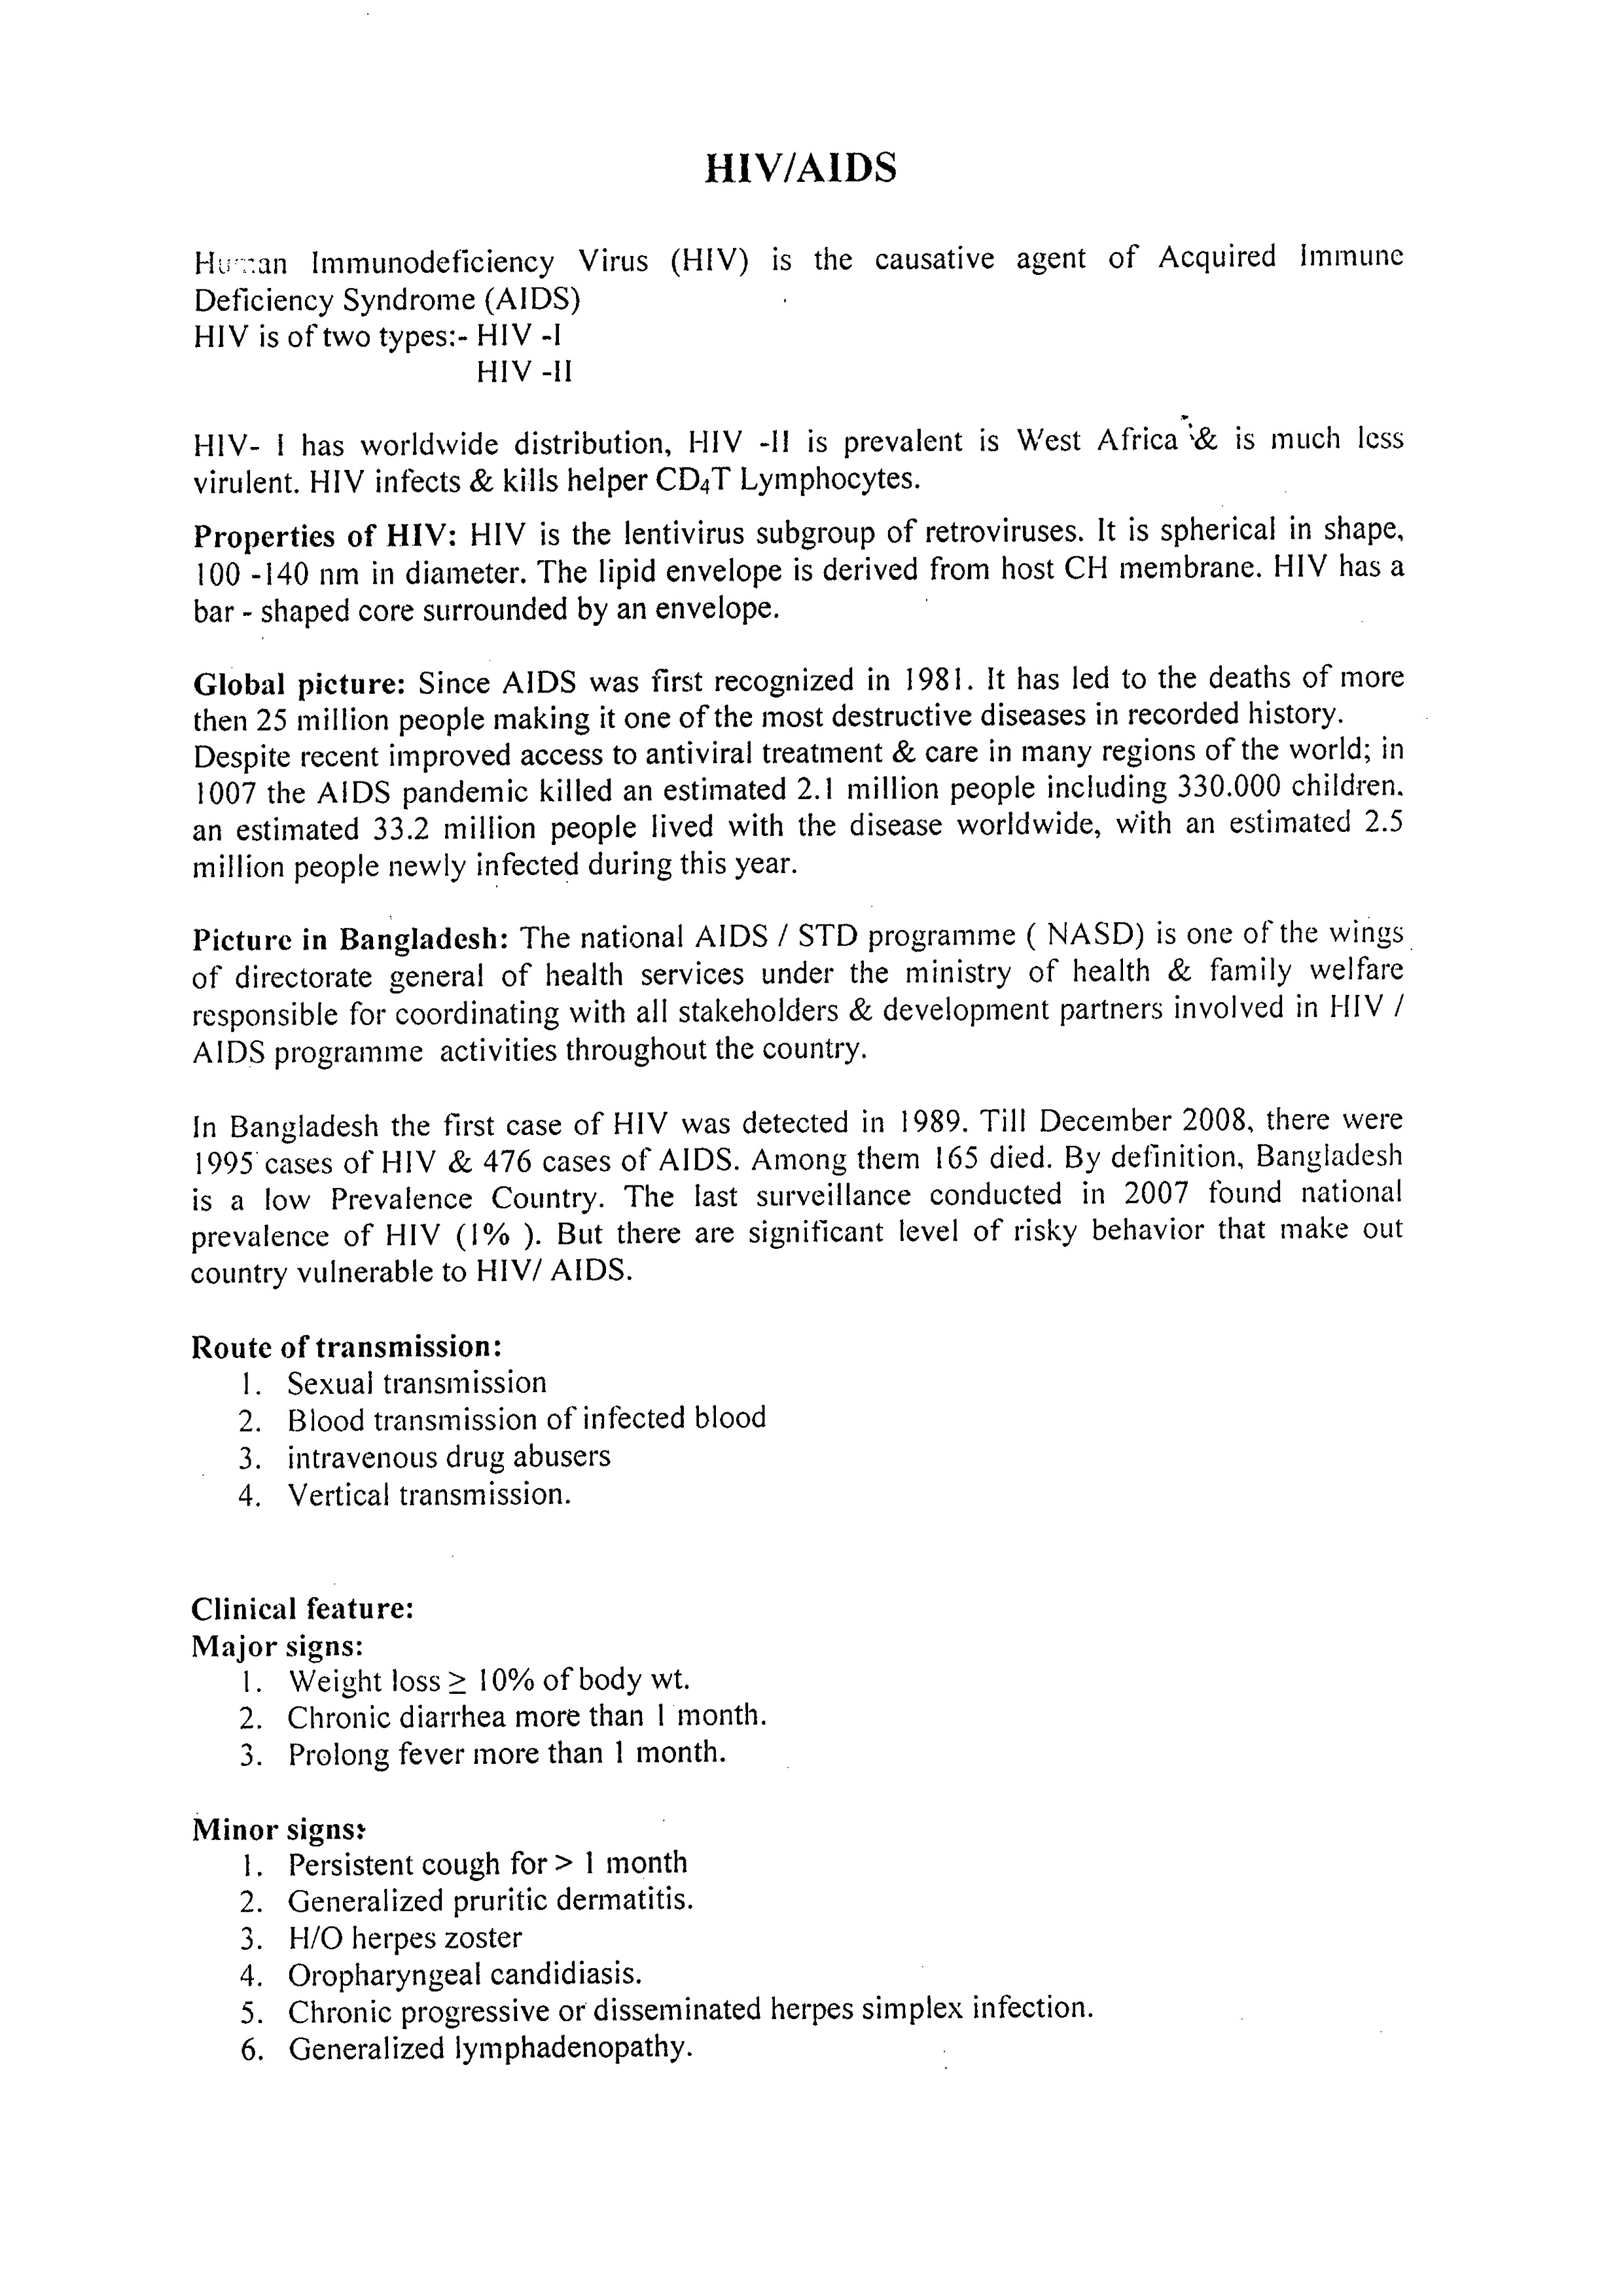 HIV/AIDS
Human Immunodeficiency Virus (HIV) is the causative agent of Acquired Immune
Deficiency Syndrome (AIDS)
HIV is of two types:- HIV -I
HIV -II
HIV- I has worldwide distribution, HIV -II is prevalent is West Africa & is much less
virulent. HIV infects & kills helper CD₄T Lymphocytes.
Properties of HIV: HIV is the lentivirus subgroup of retroviruses. It is spherical in shape,
100 -140 nm in diameter. The lipid envelope is derived from host CH membrane. HIV has a
bar - shaped core surrounded by an envelope.
Global picture: Since AIDS was first recognized in 1981. It has led to the deaths of more
then 25 million people making it one of the most destructive diseases in recorded history.
Despite recent improved access to antiviral treatment & care in many regions of the world; in
1007 the AIDS pandemic killed an estimated 2.1 million people including 330.000 children.
an estimated 33.2 million people lived with the disease worldwide, with an estimated 2.5
million people newly infected during this year.
Picture in Bangladesh: The national AIDS / STD programme ( NASD) is one of the wings
of directorate general of health services under the ministry of health & family welfare
responsible for coordinating with all stakeholders & development partners involved in HIV /
AIDS programme activities throughout the country.
In Bangladesh the first case of HIV was detected in 1989. Till December 2008, there were
1995 cases of HIV & 476 cases of AIDS. Among them 165 died. By definition, Bangladesh
is a low Prevalence Country. The last surveillance conducted in 2007 found national
prevalence of HIV (1% ). But there are significant level of risky behavior that make out
country vulnerable to HIV/ AIDS.
Route of transmission:
1. Sexual transmission
2. Blood transmission of infected blood
3. intravenous drug abusers
4. Vertical transmission.
Clinical feature:
Major signs:
1. Weight loss ≥ 10% of body wt.
2. Chronic diarrhea more than 1 month.
3. Prolong fever more than 1 month.
Minor signs:
1. Persistent cough for > 1 month
2. Generalized pruritic dermatitis.
3. H/O herpes zoster
4. Oropharyngeal candidiasis.
5. Chronic progressive or disseminated herpes simplex infection.
6. Generalized lymphadenopathy.